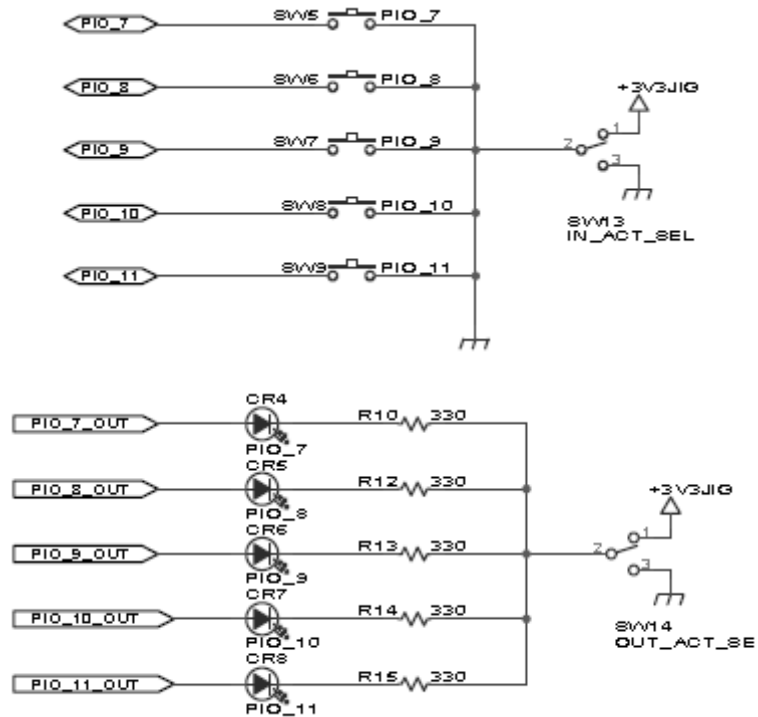 PIO_7 SW5 PIO_7
PIO_8 SW6 PIO_8
+3V3JIG
PIO_9 SW7 PIO_9 2 1
3
PIO_10 SW8 PIO_10
SW13
IN_ACT_SEL
PIO_11 SW9 PIO_11
CR4
PIO_7_OUT R10 330
PIO_7
CR5
PIO_8_OUT R12 330
+3V3JIG
PIO_8
CR6
1
PIO_9_OUT R13 330 2
3
PIO_9
CR7
PIO_10_OUT R14 330
SW14
PIO_10
OUT_ACT_SE
CR8
PIO_11_OUT R15 330
PIO_11